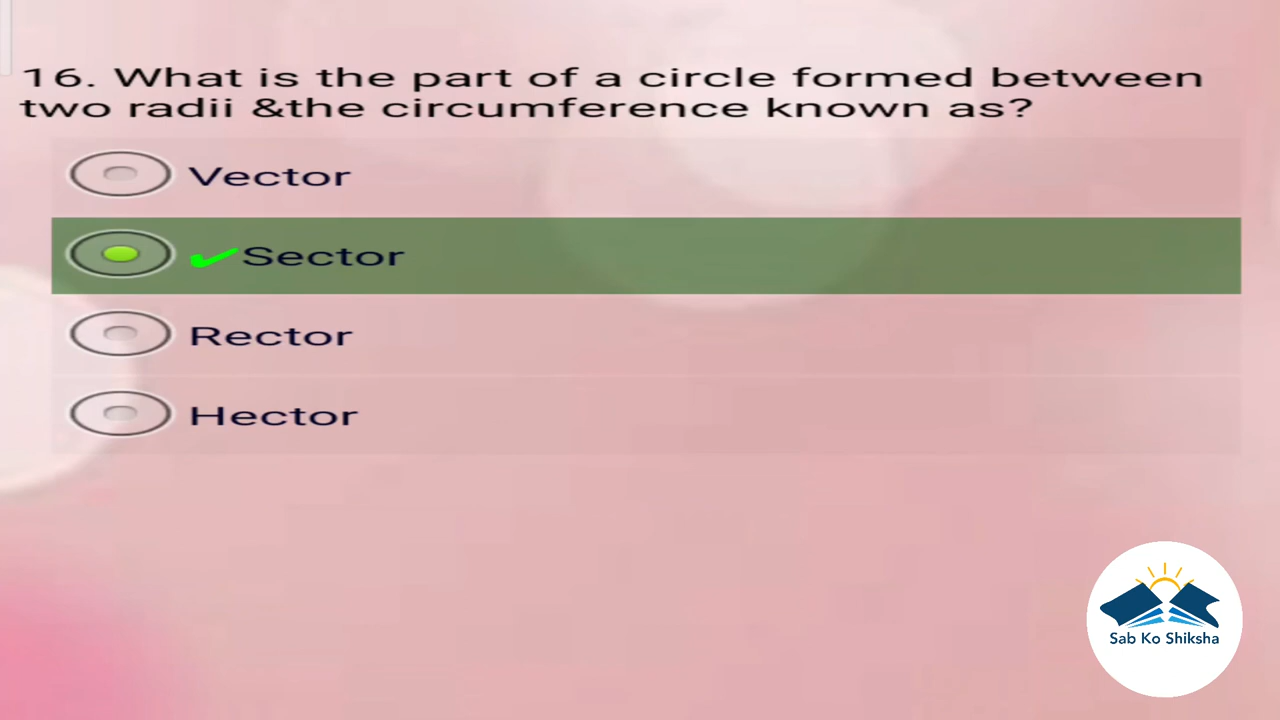 16. What is the part of a circle formed between
two radii &the circumference known as?
Vector
✔Sector
Rector
Hector
Sab Ko Shiksha